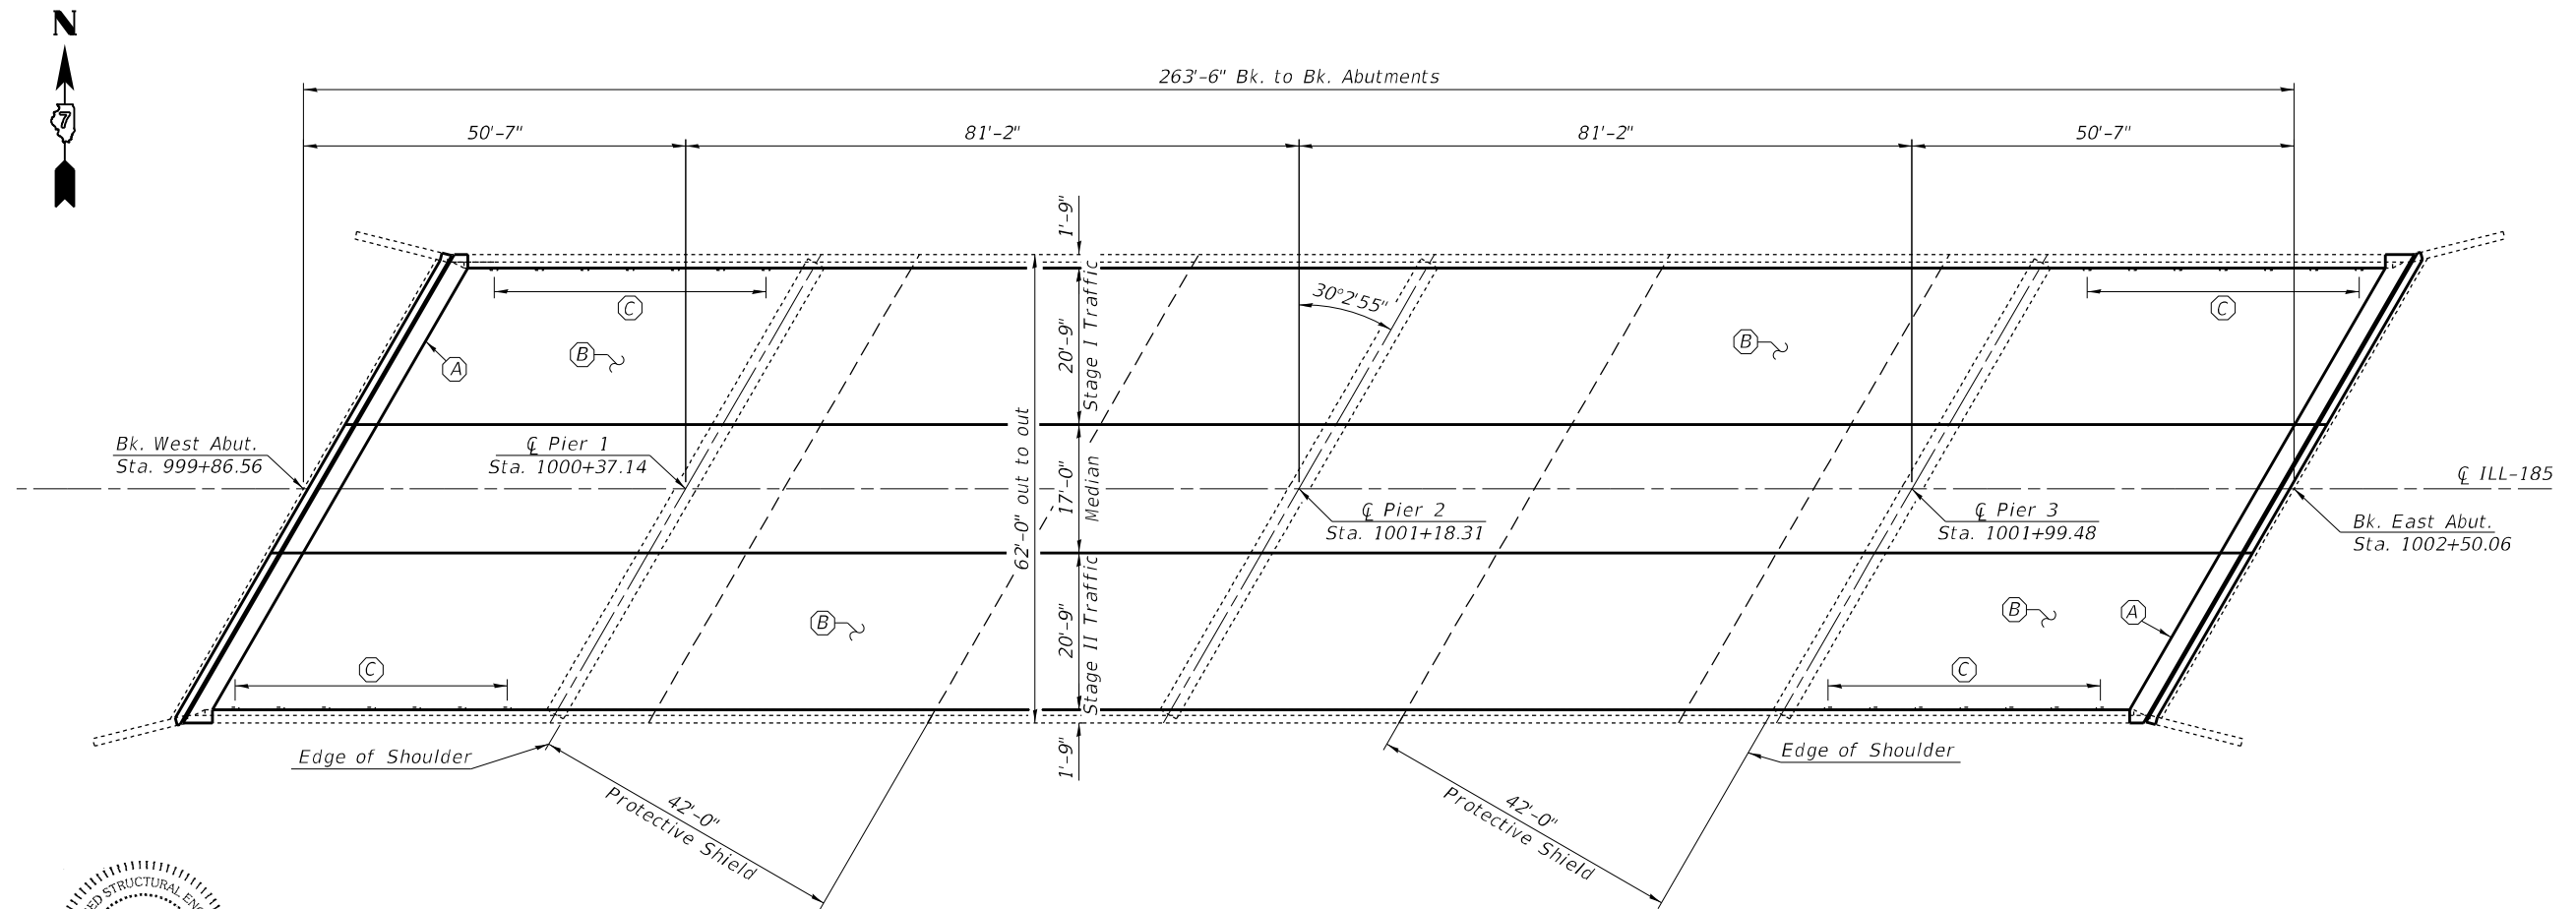 N
7
263'-6" Bk. to Bk. Abutments
50'-7"
81'-2"
81'-2"
50'-7"
1'-9"
20'-9"
Stage I Traffic
30°2'55"
C
C
B
B
A
62'-0" out to out
17'-0"
Median
Bk. West Abut.
Sta. 999+86.56
℄ Pier 1
Sta. 1000+37.14
℄ ILL-185
℄ Pier 2
Sta. 1001+18.31
℄ Pier 3
Sta. 1001+99.48
Bk. East Abut.
Sta. 1002+50.06
20'-9"
Stage II Traffic
B
B
A
C
C
1'-9"
Edge of Shoulder
Edge of Shoulder
42'-0"
Protective Shield
42'-0"
Protective Shield
STRUCTURAL